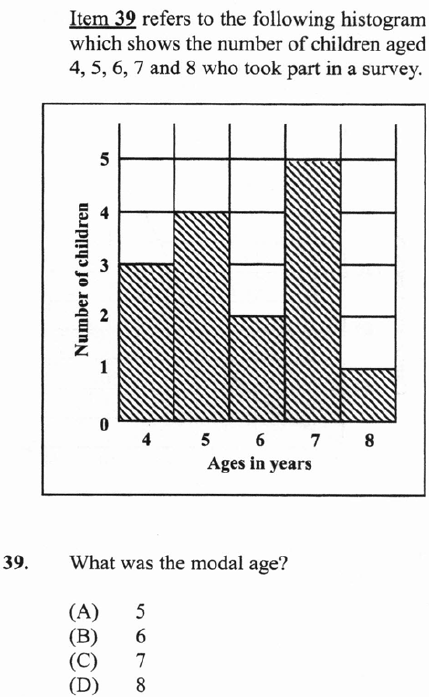 Item 39 refers to the following histogram
which shows the number of children aged
4, 5, 6, 7 and 8 who took part in a survey.
Number of children
5
4
3
2
1
0
4 5 6 7 8
Ages in years
39. What was the modal age?
(A) 5
(B) 6
(C) 7
(D) 8